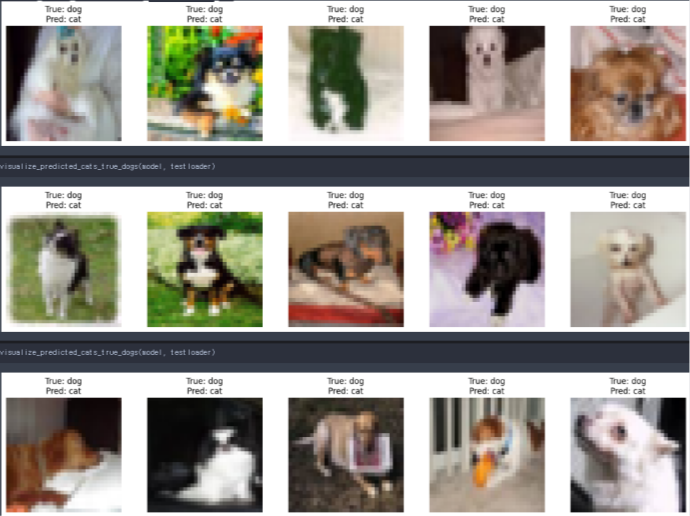 True: dog True: dog True: dog True: dog True: dog
Pred: cat Pred: cat Pred: cat Pred: cat Pred: cat
visualize_predicted_cats_true_dogs(model, testloader)
True: dog True: dog True: dog True: dog True: dog
Pred: cat Pred: cat Pred: cat Pred: cat Pred: cat
visualize_predicted_cats_true_dogs(model, testloader)
True: dog True: dog True: dog True: dog True: dog
Pred: cat Pred: cat Pred: cat Pred: cat Pred: cat